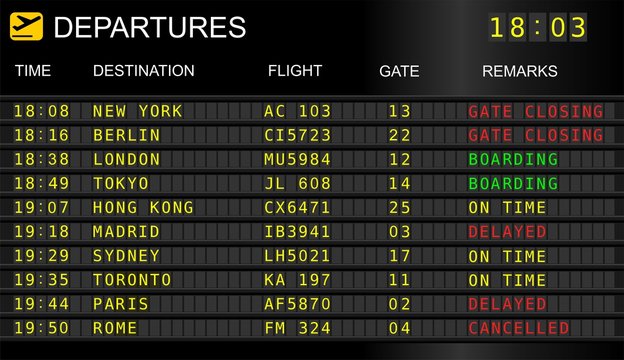 DEPARTURES 18:03
TIME DESTINATION FLIGHT GATE REMARKS
18:08 NEW YORK AC 103 13 GATE CLOSING
18:16 BERLIN CI5723 22 GATE CLOSING
18:38 LONDON MU5984 12 BOARDING
18:49 TOKYO JL 608 14 BOARDING
19:07 HONG KONG CX6471 25 ON TIME
19:18 MADRID IB3941 03 DELAYED
19:29 SYDNEY LH5021 17 ON TIME
19:35 TORONTO KA 197 11 ON TIME
19:44 PARIS AF5870 02 DELAYED
19:50 ROME FM 324 04 CANCELLED